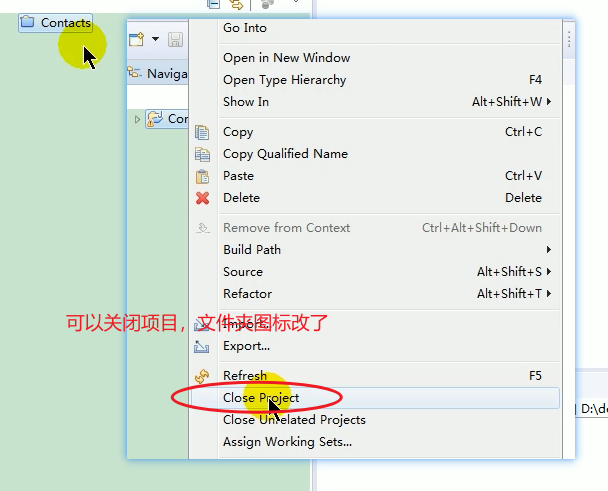 Contacts
Go Into
Naviga
Open in New Window
Open Type Hierarchy F4
Show In Alt+Shift+W
Con
Copy Ctrl+C
Copy Qualified Name
Paste Ctrl+V
Delete Delete
Remove from Context Ctrl+Alt+Shift+Down
Build Path
Source Alt+Shift+S
Refactor Alt+Shift+T
可以关闭项目，文件夹图标改了
Import...
Export...
Refresh F5
Close Project
D:\de
Close Unrelated Projects
Assign Working Sets...